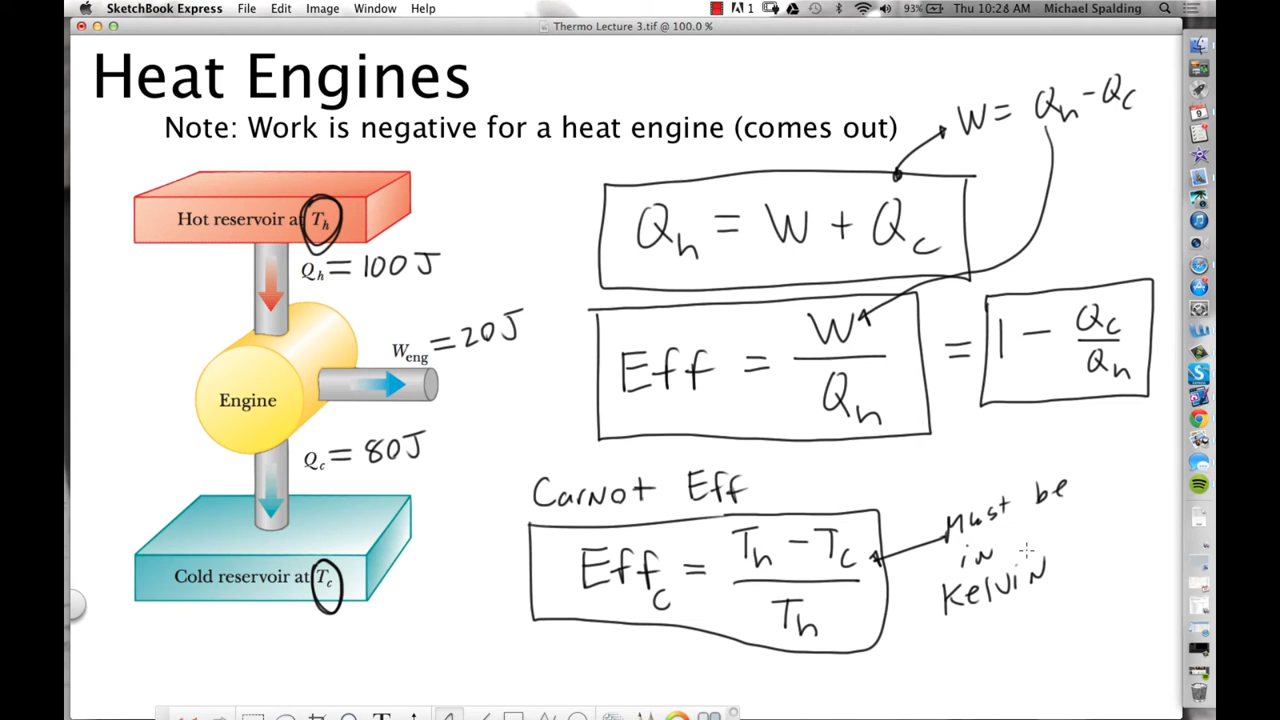 SketchBook Express File Edit Image Window Help 1 93% Thu 10:28 AM Michael Spalding
Thermo Lecture 3.tif @ 100.0 %
Heat Engines
Note: Work is negative for a heat engine (comes out)
W = Qh - Qc
Hot reservoir at Th
Qh = 100J
Qh = W + Qc
Weng = 20J
Eff = W/Qh = 1 - Qc/Qh
Engine
Qc = 80J
Carnot Eff
Effc = (Th - Tc)/Th
Must be
in
Kelvin
Cold reservoir at Tc